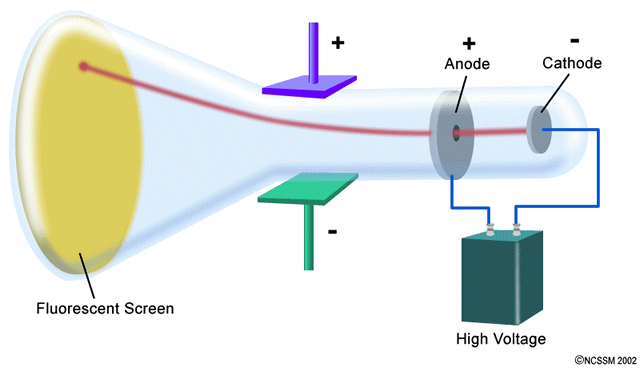 +
+
-
Anode
Cathode
-
Fluorescent Screen
High Voltage
©NCSSM 2002